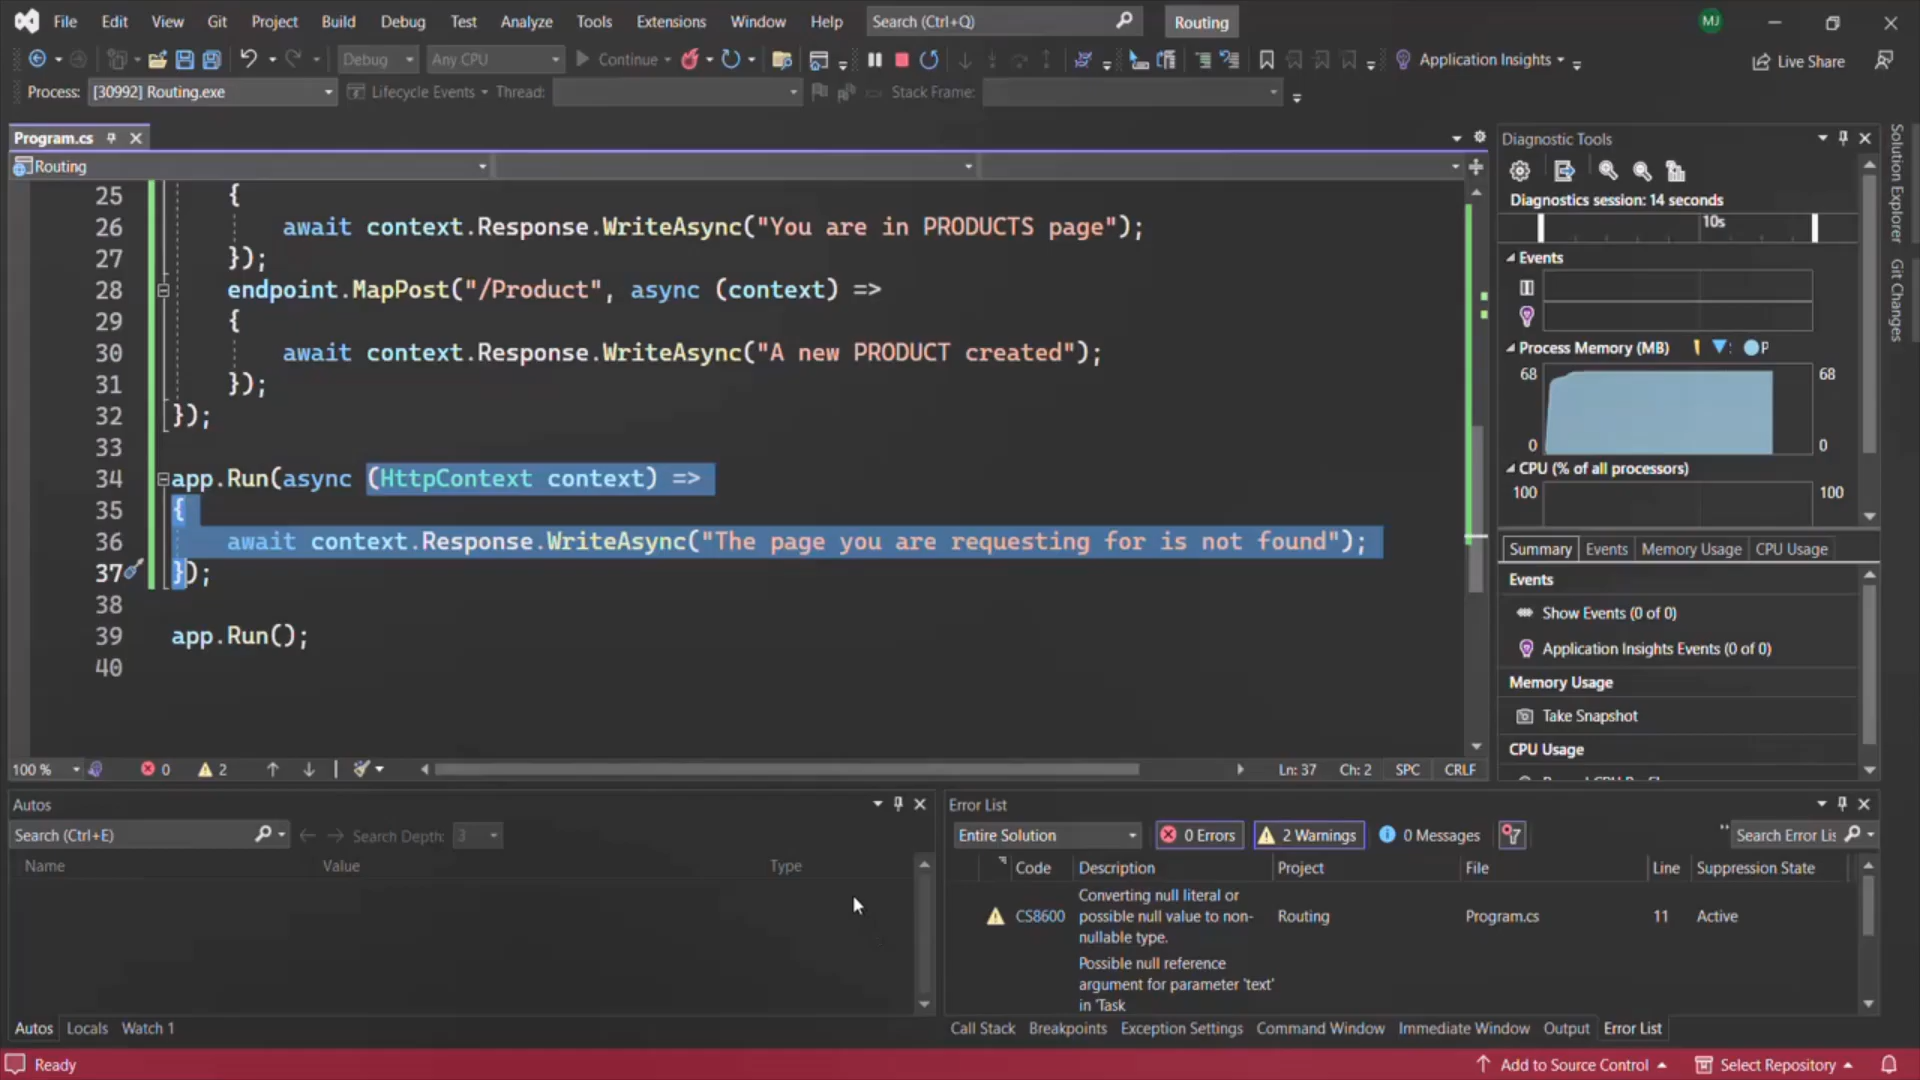 File Edit View Git Project Build Debug Test Analyze Tools Extensions Window Help Search (Ctrl+Q) Routing MJ
Debug Any CPU Continue Application Insights Live Share
Process: [30992] Routing.exe Lifecycle Events Thread: Stack Frame:
Program.cs
Routing
25 {
26 await context.Response.WriteAsync("You are in PRODUCTS page");
27 });
28 endpoint.MapPost("/Product", async (context) =>
29 {
30 await context.Response.WriteAsync("A new PRODUCT created");
31 });
32 });
33
34 app.Run(async (HttpContext context) =>
35 {
36 await context.Response.WriteAsync("The page you are requesting for is not found");
37 });
38
39 app.Run();
40
100 % 0 2 Ln: 37 Ch: 2 SPC CRLF
Diagnostic Tools
Diagnostics session: 14 seconds
10s
Events
Process Memory (MB) P
68 68
0 0
CPU (% of all processors)
100 100
Summary Events Memory Usage CPU Usage
Events
Show Events (0 of 0)
Application Insights Events (0 of 0)
Memory Usage
Take Snapshot
CPU Usage
Solution Explorer
Git Changes
Autos
Search (Ctrl+E) Search Depth: 3
Name Value Type
Autos Locals Watch 1
Error List
Entire Solution 0 Errors 2 Warnings 0 Messages Search Error Lis
Code Description Project File Line Suppression State
CS8600 Converting null literal or possible null value to non-nullable type. Routing Program.cs 11 Active
Possible null reference
argument for parameter 'text'
in 'Task
Call Stack Breakpoints Exception Settings Command Window Immediate Window Output Error List
Ready Add to Source Control Select Repository